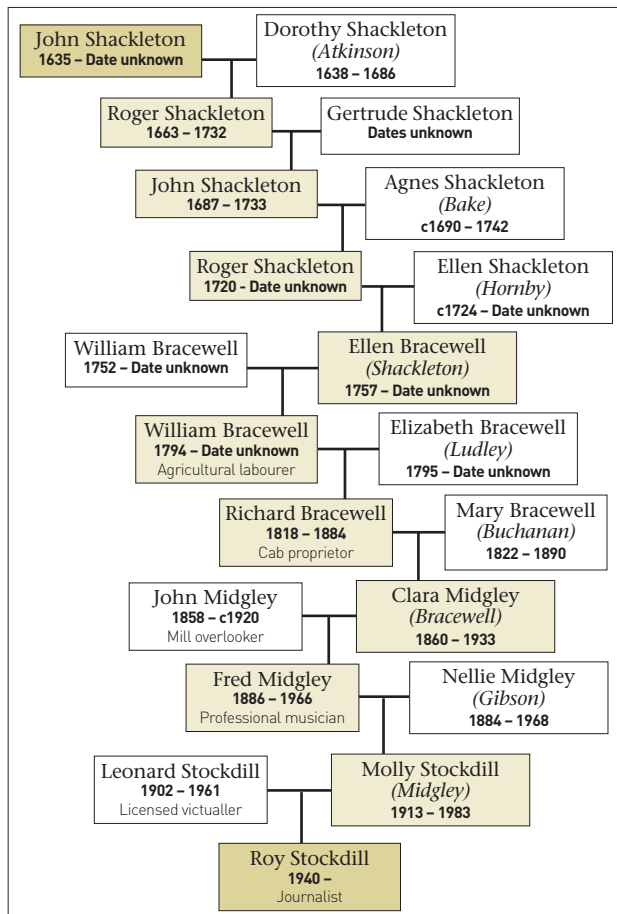 John Shackleton
1635 – Date unknown
Dorothy Shackleton
(Atkinson)
1638 – 1686
Roger Shackleton
1663 – 1732
Gertrude Shackleton
Dates unknown
John Shackleton
1687 – 1733
Agnes Shackleton
(Bake)
c1690 – 1742
Roger Shackleton
1720 - Date unknown
Ellen Shackleton
(Hornby)
c1724 – Date unknown
William Bracewell
1752 – Date unknown
Ellen Bracewell
(Shackleton)
1757 – Date unknown
William Bracewell
1794 – Date unknown
Agricultural labourer
Elizabeth Bracewell
(Ludley)
1795 – Date unknown
Richard Bracewell
1818 – 1884
Cab proprietor
Mary Bracewell
(Buchanan)
1822 – 1890
John Midgley
1858 – c1920
Mill overlooker
Clara Midgley
(Bracewell)
1860 – 1933
Fred Midgley
1886 – 1966
Professional musician
Nellie Midgley
(Gibson)
1884 – 1968
Leonard Stockdill
1902 – 1961
Licensed victualler
Molly Stockdill
(Midgley)
1913 – 1983
Roy Stockdill
1940 –
Journalist